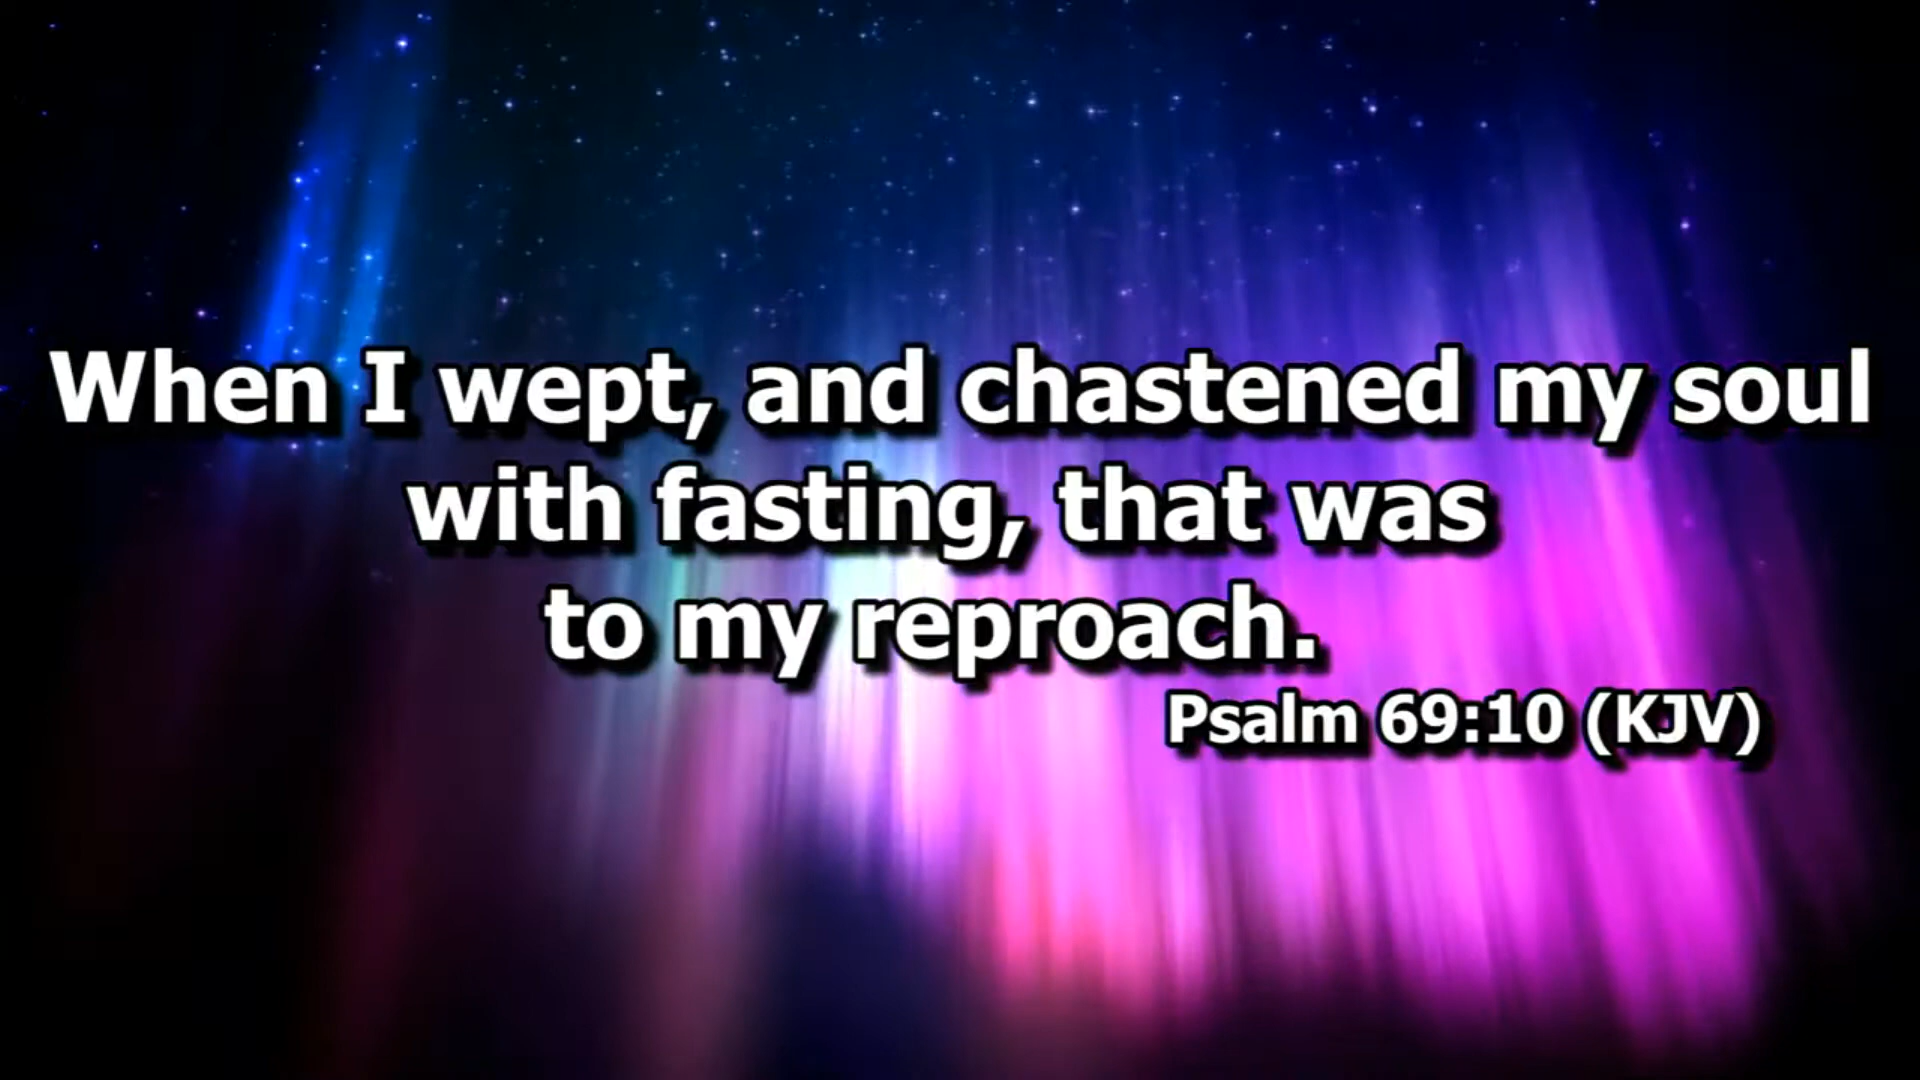 When I wept, and chastened my soul
with fasting, that was
to my reproach.
Psalm 69:10 (KJV)